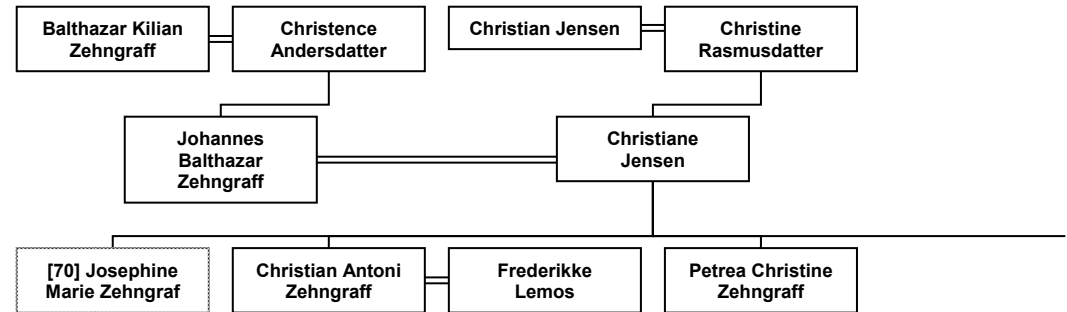 Balthazar Kilian
Zehngraff
Christence
Andersdatter
Christian Jensen
Christine
Rasmusdatter
Johannes
Balthazar
Zehngraff
Christiane
Jensen
[70] Josephine
Marie Zehngraf
Christian Antoni
Zehngraff
Frederikke
Lemos
Petrea Christine
Zehngraff